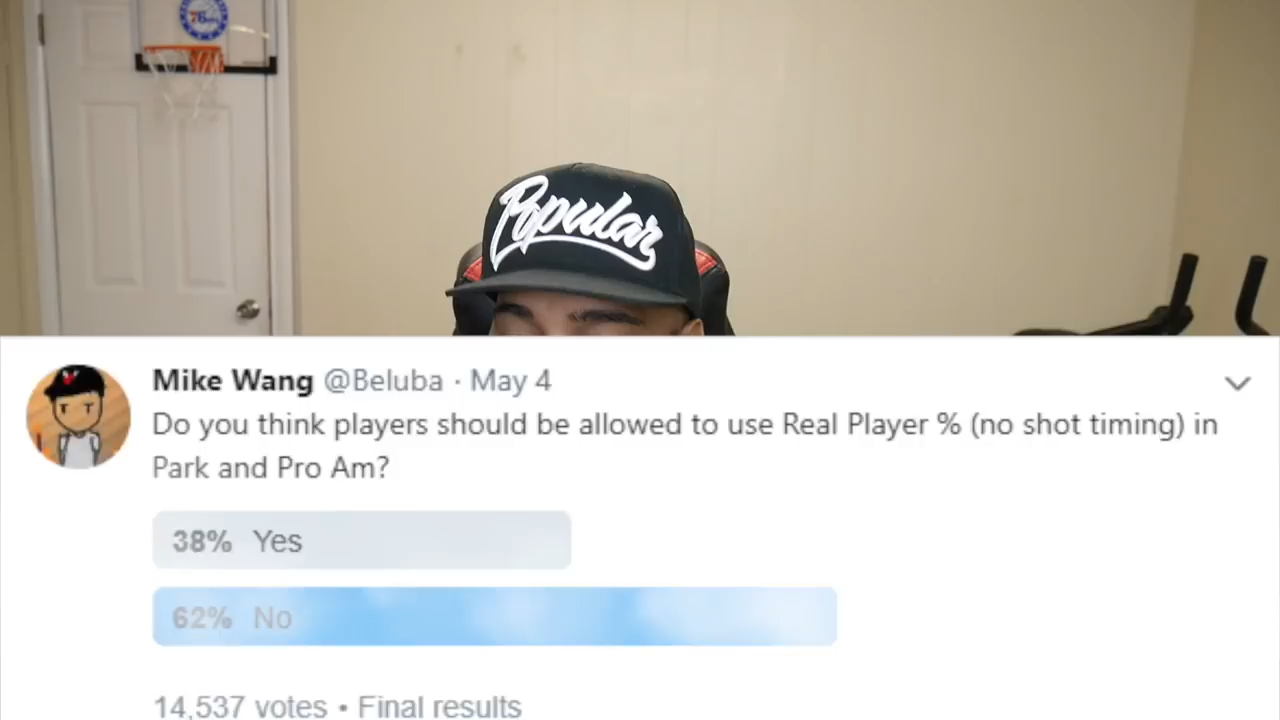 76ers
Popular
Mike Wang @Beluba · May 4
Do you think players should be allowed to use Real Player % (no shot timing) in
Park and Pro Am?
38% Yes
62% No
14,537 votes • Final results